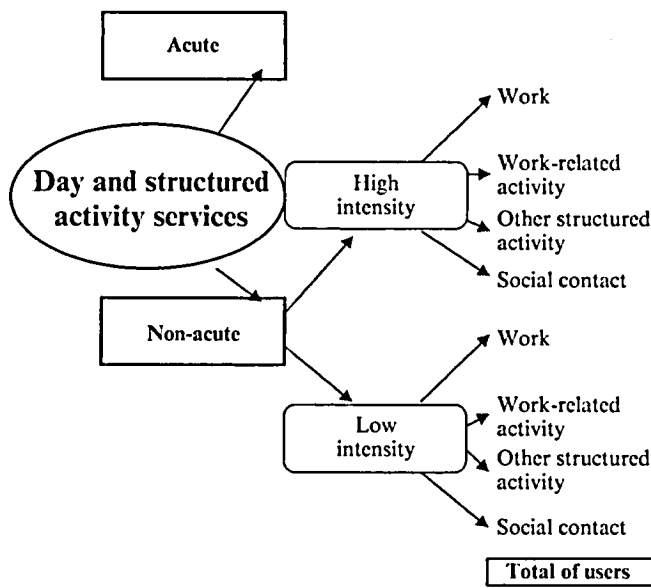 Acute
Day and structured
activity services
Non-acute
High
intensity
Work
Work-related
activity
Other structured
activity
Social contact
Low
intensity
Work
Work-related
activity
Other structured
activity
Social contact
Total of users